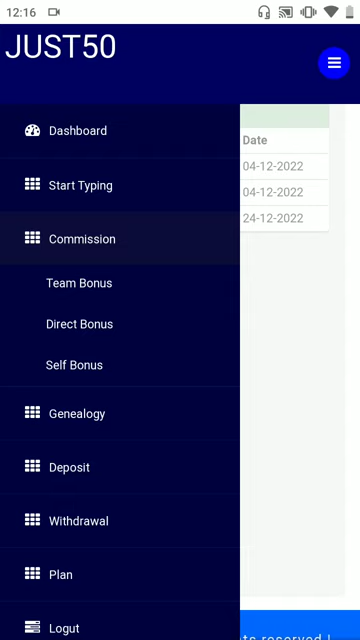 12:16
JUST50
Dashboard
Date
04-12-2022
Start Typing
04-12-2022
24-12-2022
Commission
Team Bonus
Direct Bonus
Self Bonus
Genealogy
Deposit
Withdrawal
Plan
Logut
reserved !